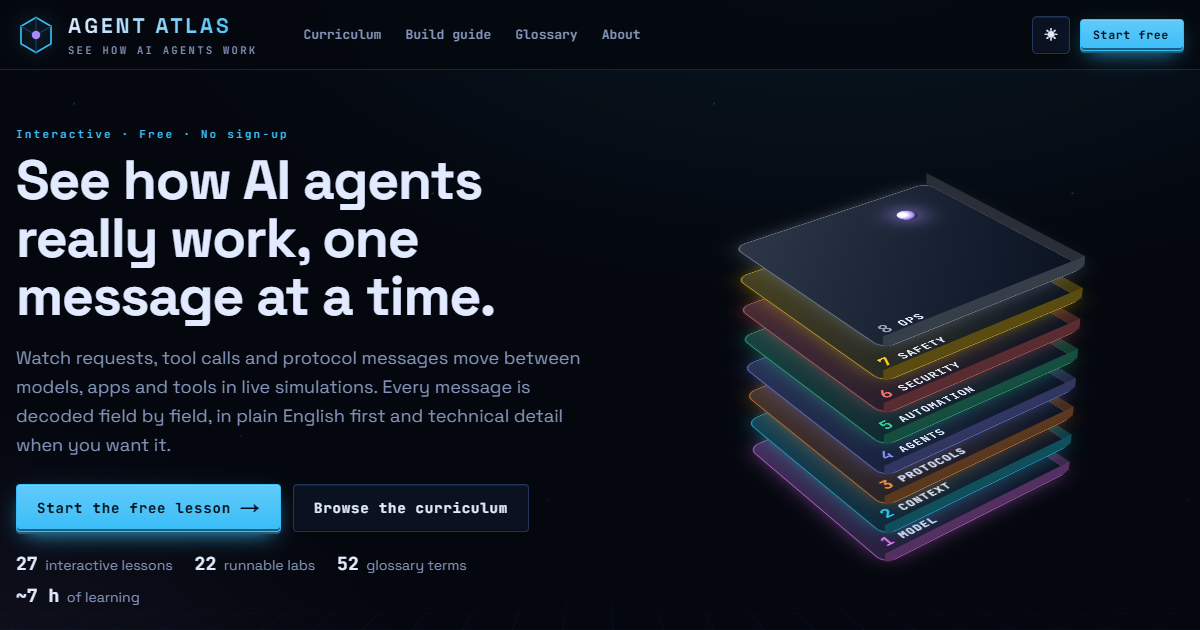 AGENT ATLAS
SEE HOW AI AGENTS WORK
Curriculum
Build guide
Glossary
About
Start free
Interactive · Free · No sign-up
See how AI agents
really work, one
message at a time.
Watch requests, tool calls and protocol messages move between
models, apps and tools in live simulations. Every message is
decoded field by field, in plain English first and technical detail
when you want it.
Start the free lesson →
Browse the curriculum
27 interactive lessons
22 runnable labs
52 glossary terms
~7 h of learning
8 OPS
7 SAFETY
6 SECURITY
5 AUTOMATION
4 AGENTS
3 PROTOCOLS
2 CONTEXT
1 MODEL